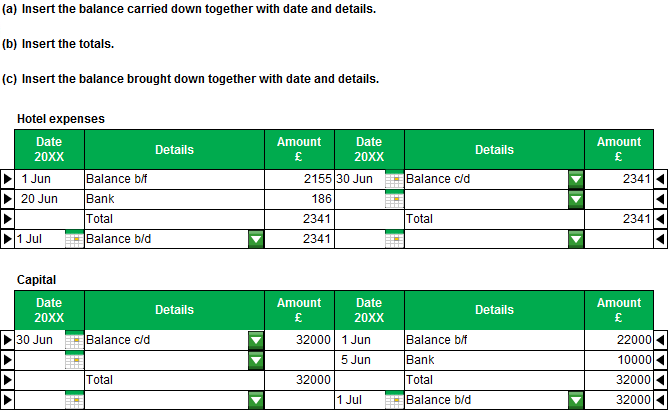 (a) Insert the balance carried down together with date and details.
(b) Insert the totals.
(c) Insert the balance brought down together with date and details.
Hotel expenses
Date 20XX Details Amount £ Date 20XX Details Amount £
1 Jun Balance b/f 2155 30 Jun Balance c/d 2341
20 Jun Bank 186
Total 2341 Total 2341
1 Jul Balance b/d 2341
Capital
Date 20XX Details Amount £ Date 20XX Details Amount £
30 Jun Balance c/d 32000 1 Jun Balance b/f 22000
5 Jun Bank 10000
Total 32000 Total 32000
1 Jul Balance b/d 32000